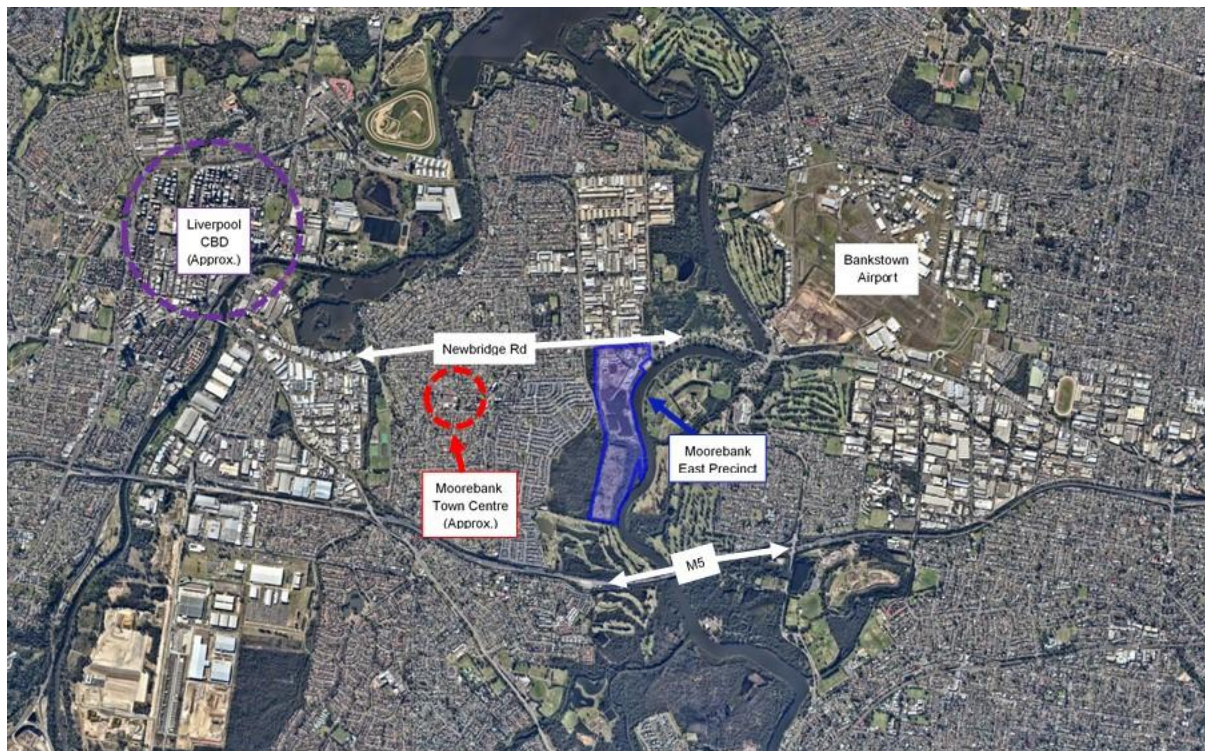 Liverpool
CBD
(Approx.)
Bankstown
Airport
Newbridge Rd
Moorebank
East Precinct
Moorebank
Town Centre
(Approx.)
M5